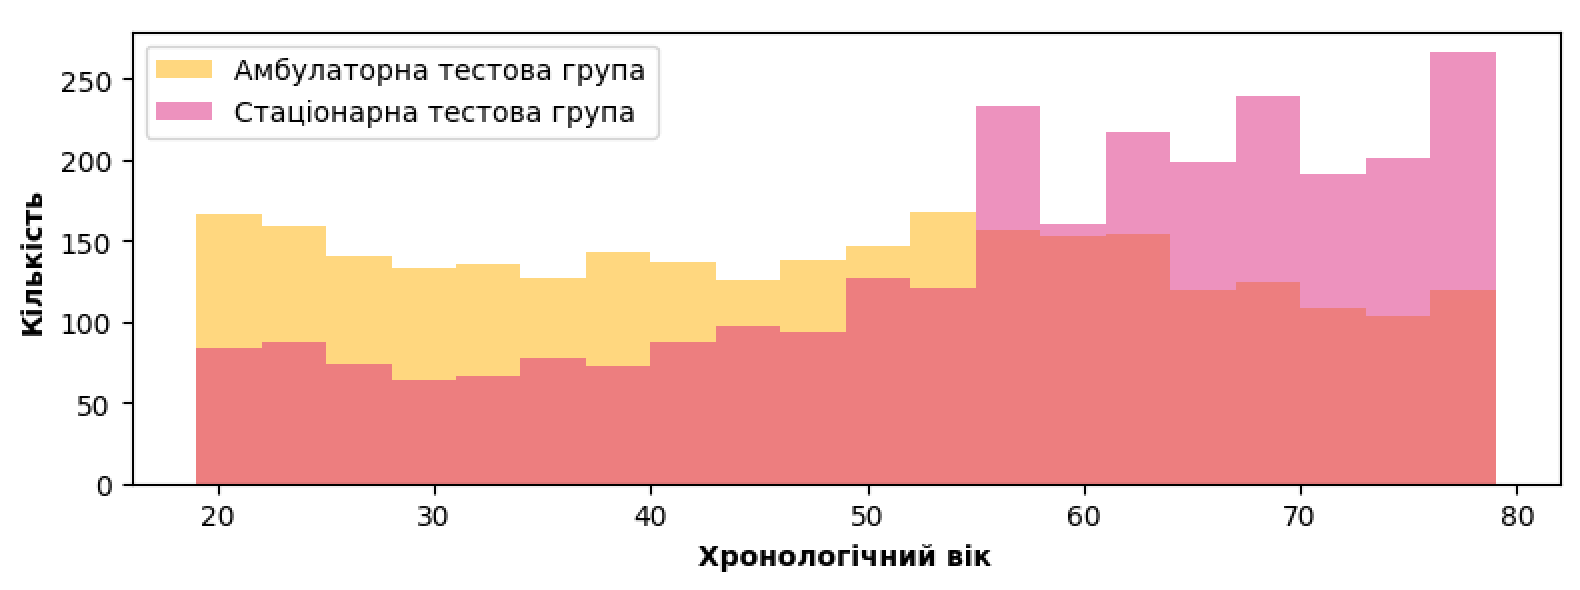 Амбулаторна тестова група
Стаціонарна тестова група
250
200
150
100
50
0
Кількість
20 30 40 50 60 70 80
Хронологічний вік